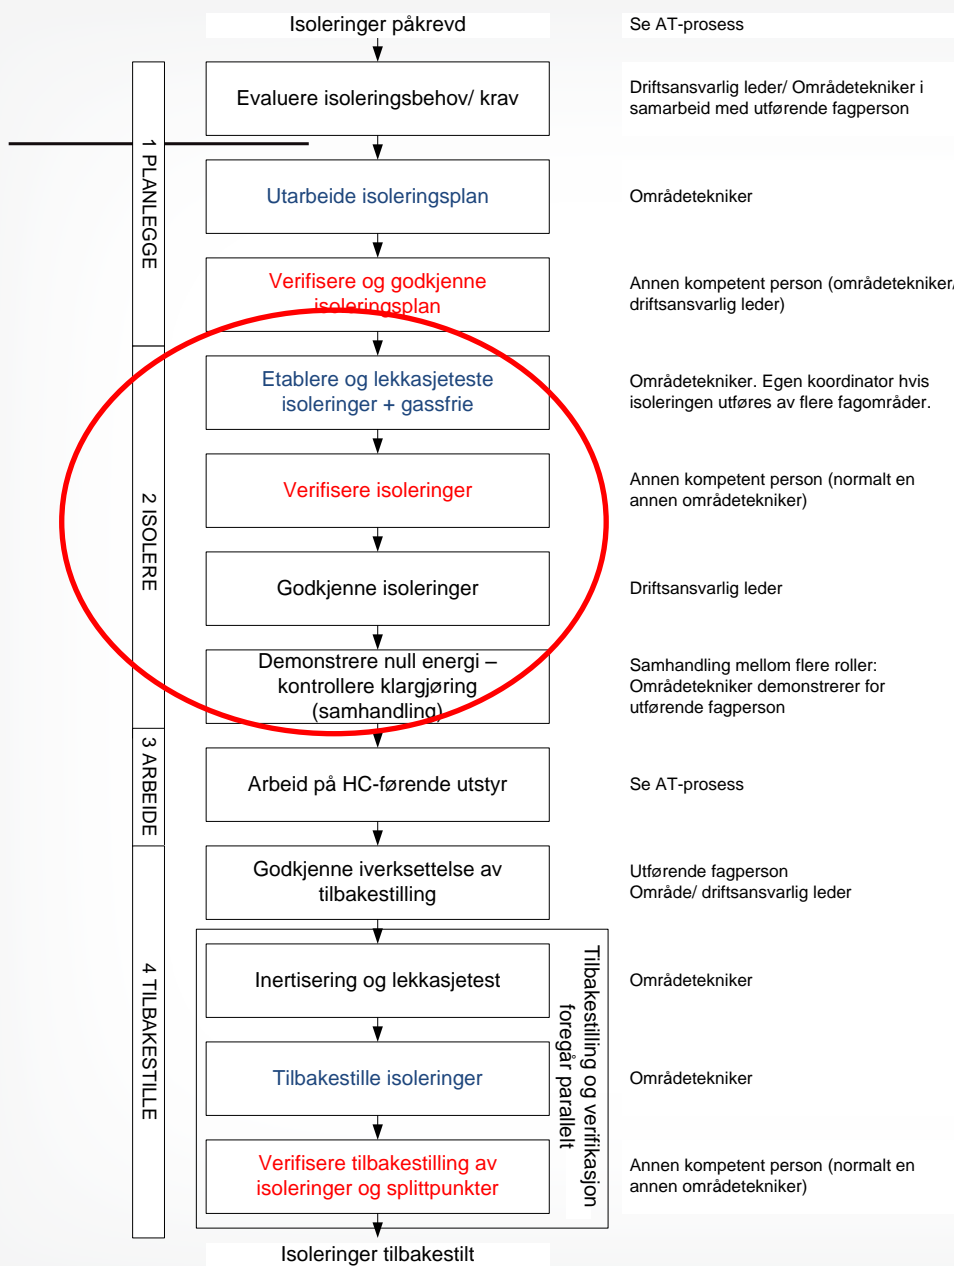 Isoleringer påkrevd
Se AT-prosess
1 PLANLEGGE
Evaluere isoleringsbehov/ krav
Driftsansvarlig leder/ Områdetekniker i
samarbeid med utførende fagperson
Utarbeide isoleringsplan
Områdetekniker
Verifisere og godkjenne
isoleringsplan
Annen kompetent person (områdetekniker/
driftsansvarlig leder)
2 ISOLERE
Etablere og lekkasjeteste
isoleringer + gassfrie
Områdetekniker. Egen koordinator hvis
isoleringen utføres av flere fagområder.
Verifisere isoleringer
Annen kompetent person (normalt en
annen områdetekniker)
Godkjenne isoleringer
Driftsansvarlig leder
Demonstrere null energi –
kontrollere klargjøring
(samhandling)
Samhandling mellom flere roller:
Områdetekniker demonstrerer for
utførende fagperson
3 ARBEIDE
Arbeid på HC-førende utstyr
Se AT-prosess
4 TILBAKESTILLE
Godkjenne iverksettelse av
tilbakestilling
Utførende fagperson
Område/ driftsansvarlig leder
Tilbakestilling og verifikasjon
foregår parallelt
Inertisering og lekkasjetest
Områdetekniker
Tilbakestille isoleringer
Områdetekniker
Verifisere tilbakestilling av
isoleringer og splittpunkter
Annen kompetent person (normalt en
annen områdetekniker)
Isoleringer tilbakestilt